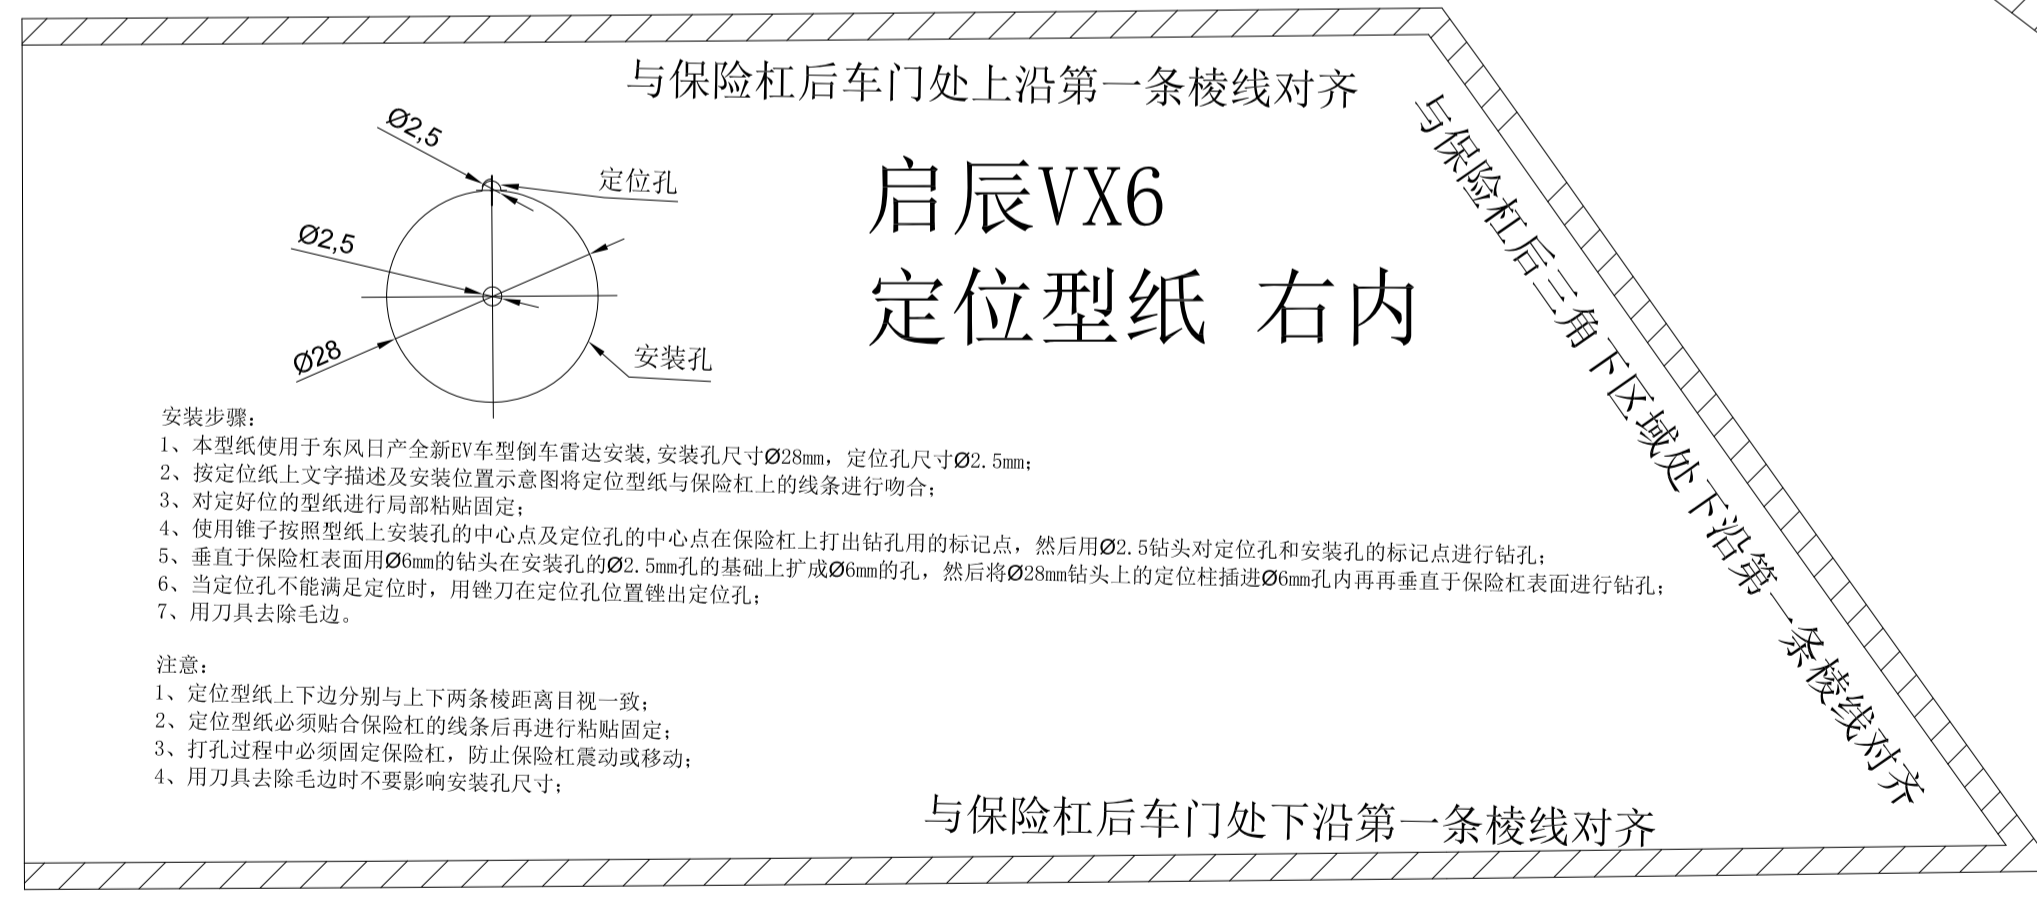 与保险杠后车门处上沿第一条棱线对齐
与保险杠后三角下区域处下沿第一条棱线对齐
Ø2,5
定位孔
启辰VX6
Ø2,5
定位型纸 右内
Ø28
安装孔
安装步骤:
1、本型纸使用于东风日产全新EV车型倒车雷达安装,安装孔尺寸Ø28mm，定位孔尺寸Ø2.5mm;
2、按定位纸上文字描述及安装位置示意图将定位型纸与保险杠上的线条进行吻合;
3、对定好位的型纸进行局部粘贴固定;
4、使用锥子按照型纸上安装孔的中心点及定位孔的中心点在保险杠上打出钻孔用的标记点，然后用Ø2.5钻头对定位孔和安装孔的标记点进行钻孔;
5、垂直于保险杠表面用Ø6mm的钻头在安装孔的Ø2.5mm孔的基础上扩成Ø6mm的孔，然后将Ø28mm钻头上的定位柱插进Ø6mm孔内再再垂直于保险杠表面进行钻孔;
6、当定位孔不能满足定位时，用锉刀在定位孔位置锉出定位孔;
7、用刀具去除毛边。
注意:
1、定位型纸上下边分别与上下两条棱距离目视一致;
2、定位型纸必须贴合保险杠的线条后再进行粘贴固定;
3、打孔过程中必须固定保险杠，防止保险杠震动或移动;
4、用刀具去除毛边时不要影响安装孔尺寸;
与保险杠后车门处下沿第一条棱线对齐